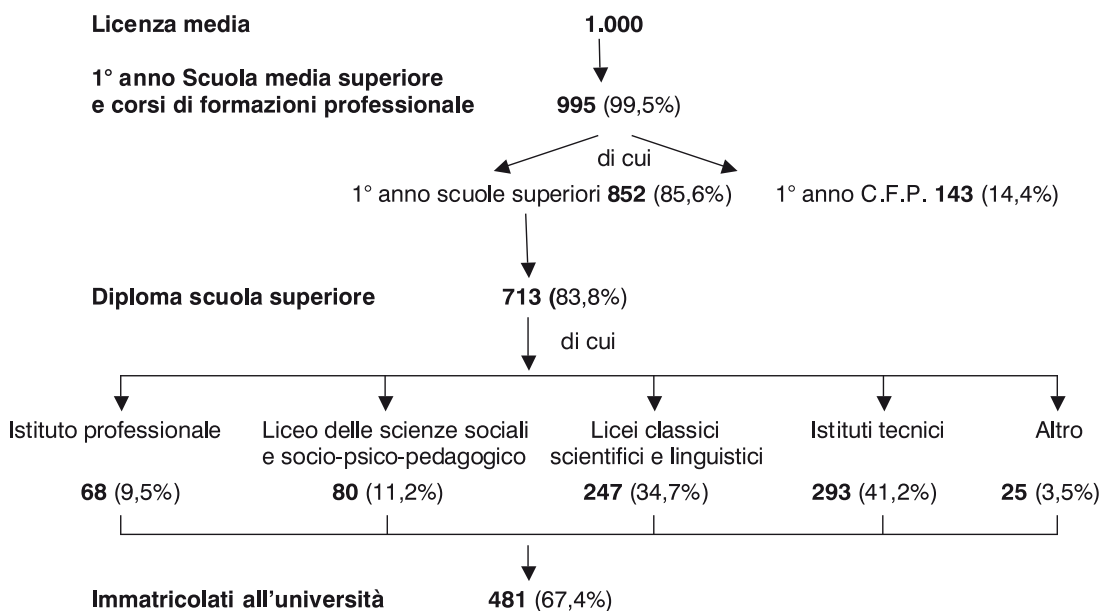 Licenza media 1.000
1° anno Scuola media superiore
e corsi di formazioni professionale 995 (99,5%)
di cui
1° anno scuole superiori 852 (85,6%) 1° anno C.F.P. 143 (14,4%)
Diploma scuola superiore 713 (83,8%)
di cui
Istituto professionale Liceo delle scienze sociali Licei classici Istituti tecnici Altro
e socio-psico-pedagogico scientifici e linguistici
68 (9,5%) 80 (11,2%) 247 (34,7%) 293 (41,2%) 25 (3,5%)
Immatricolati all'università 481 (67,4%)